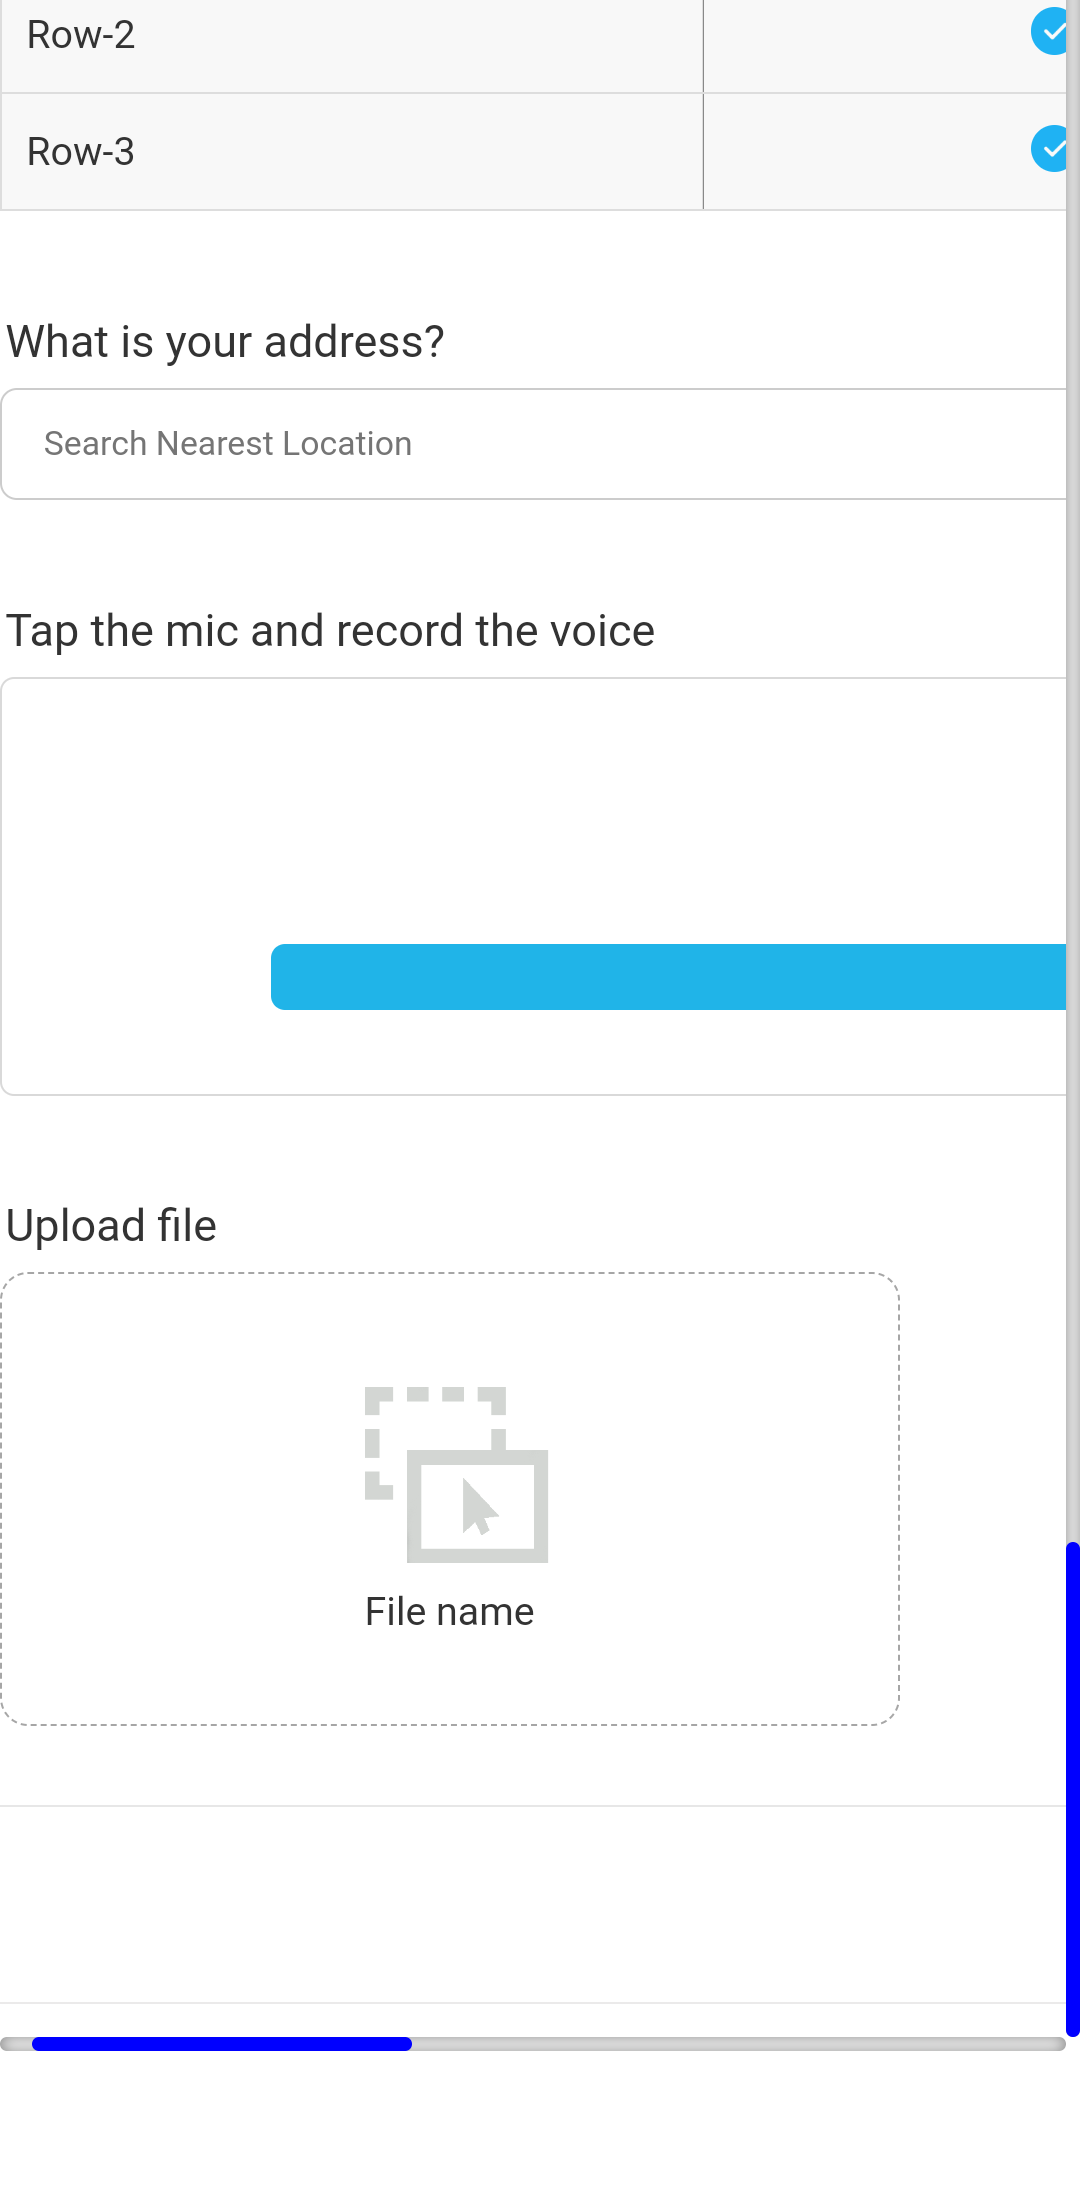 Row-2
Row-3
What is your address?
Search Nearest Location
Tap the mic and record the voice
Upload file
File name